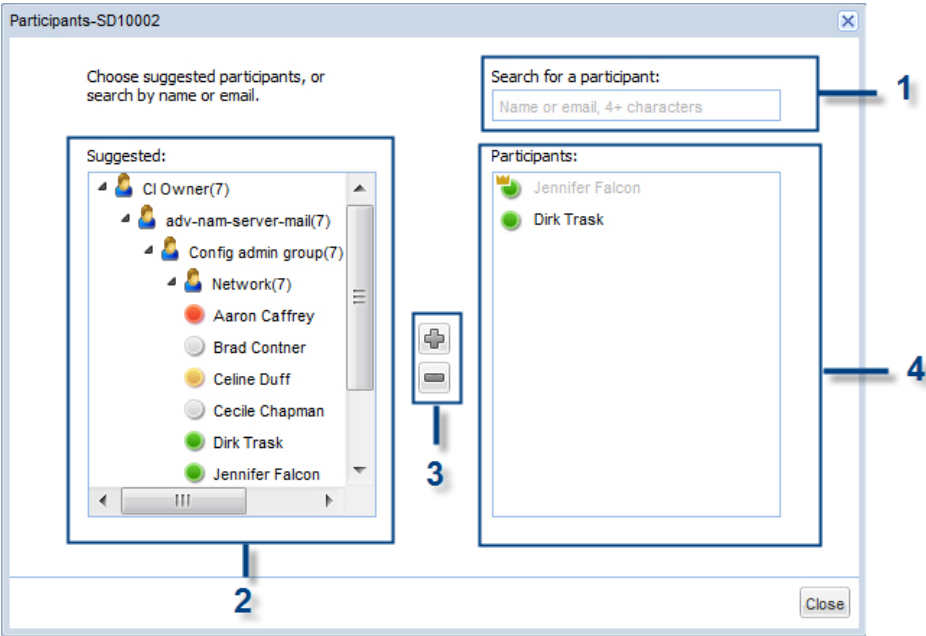 Participants-SD10002
Choose suggested participants, or
search by name or email.
Search for a participant:
Name or email, 4+ characters
1
Suggested:
CI Owner(7)
adv-nam-server-mail(7)
Config admin group(7)
Network(7)
Aaron Caffrey
Brad Contner
Celine Duff
Cecile Chapman
Dirk Trask
Jennifer Falcon
2
3
Participants:
Jennifer Falcon
Dirk Trask
4
Close